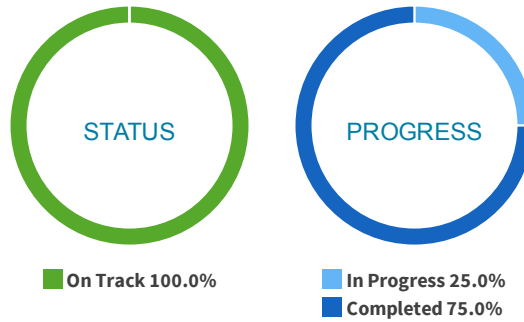 STATUS
On Track 100.0%
PROGRESS
In Progress 25.0%
Completed 75.0%